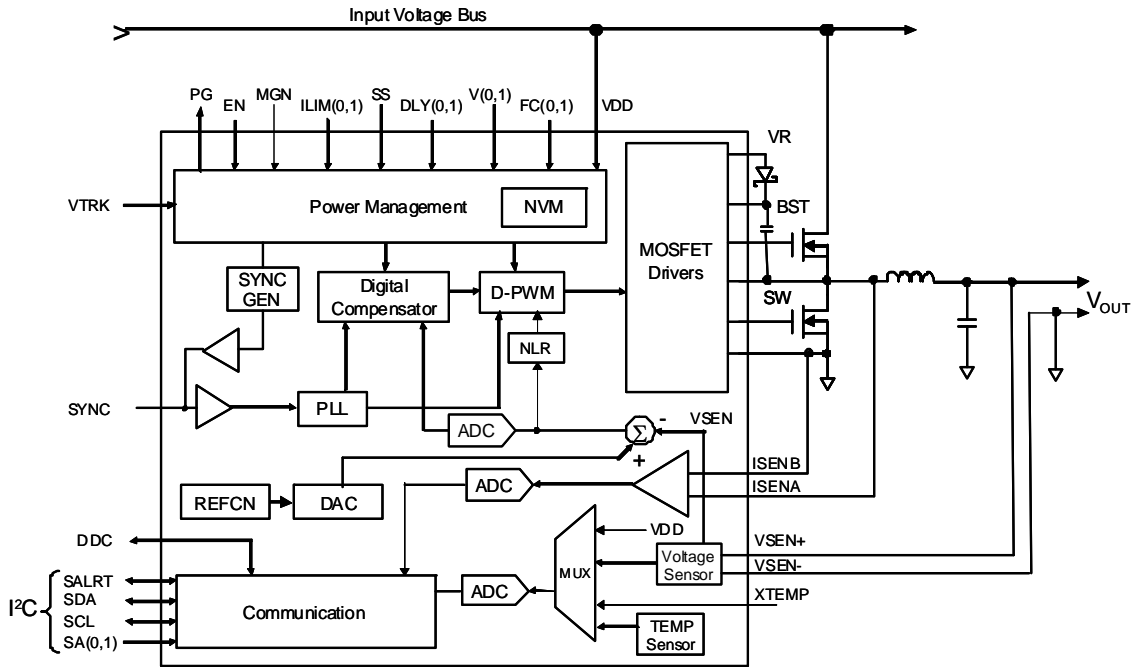 Input Voltage Bus
PG
EN
MGN
ILIM(0,1)
SS
DLY(0,1)
V(0,1)
FC(0,1)
VDD
VR
VTRK
Power Management
NVM
BST
MOSFET
Drivers
SYNC
GEN
Digital
Compensator
D-PWM
SW
VOUT
NLR
SYNC
PLL
ADC
VSEN
-
Σ
+
ISENB
ISENA
REFCN
DAC
ADC
DDC
VDD
VSEN+
Voltage
Sensor
VSEN-
MUX
I²C
SALRT
SDA
SCL
SA(0,1)
Communication
ADC
XTEMP
TEMP
Sensor